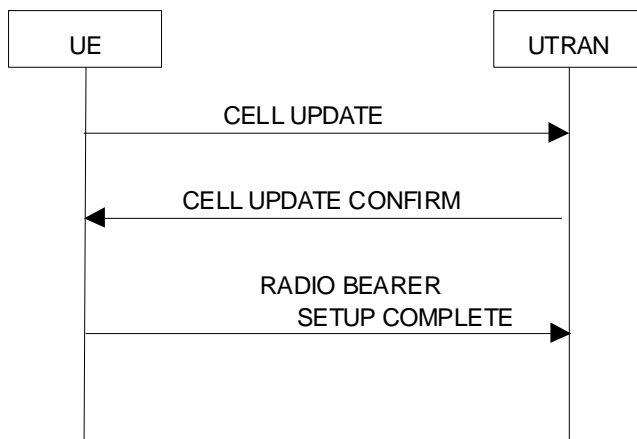 UE
UTRAN
CELL UPDATE
CELL UPDATE CONFIRM
RADIO BEARER
SETUP COMPLETE